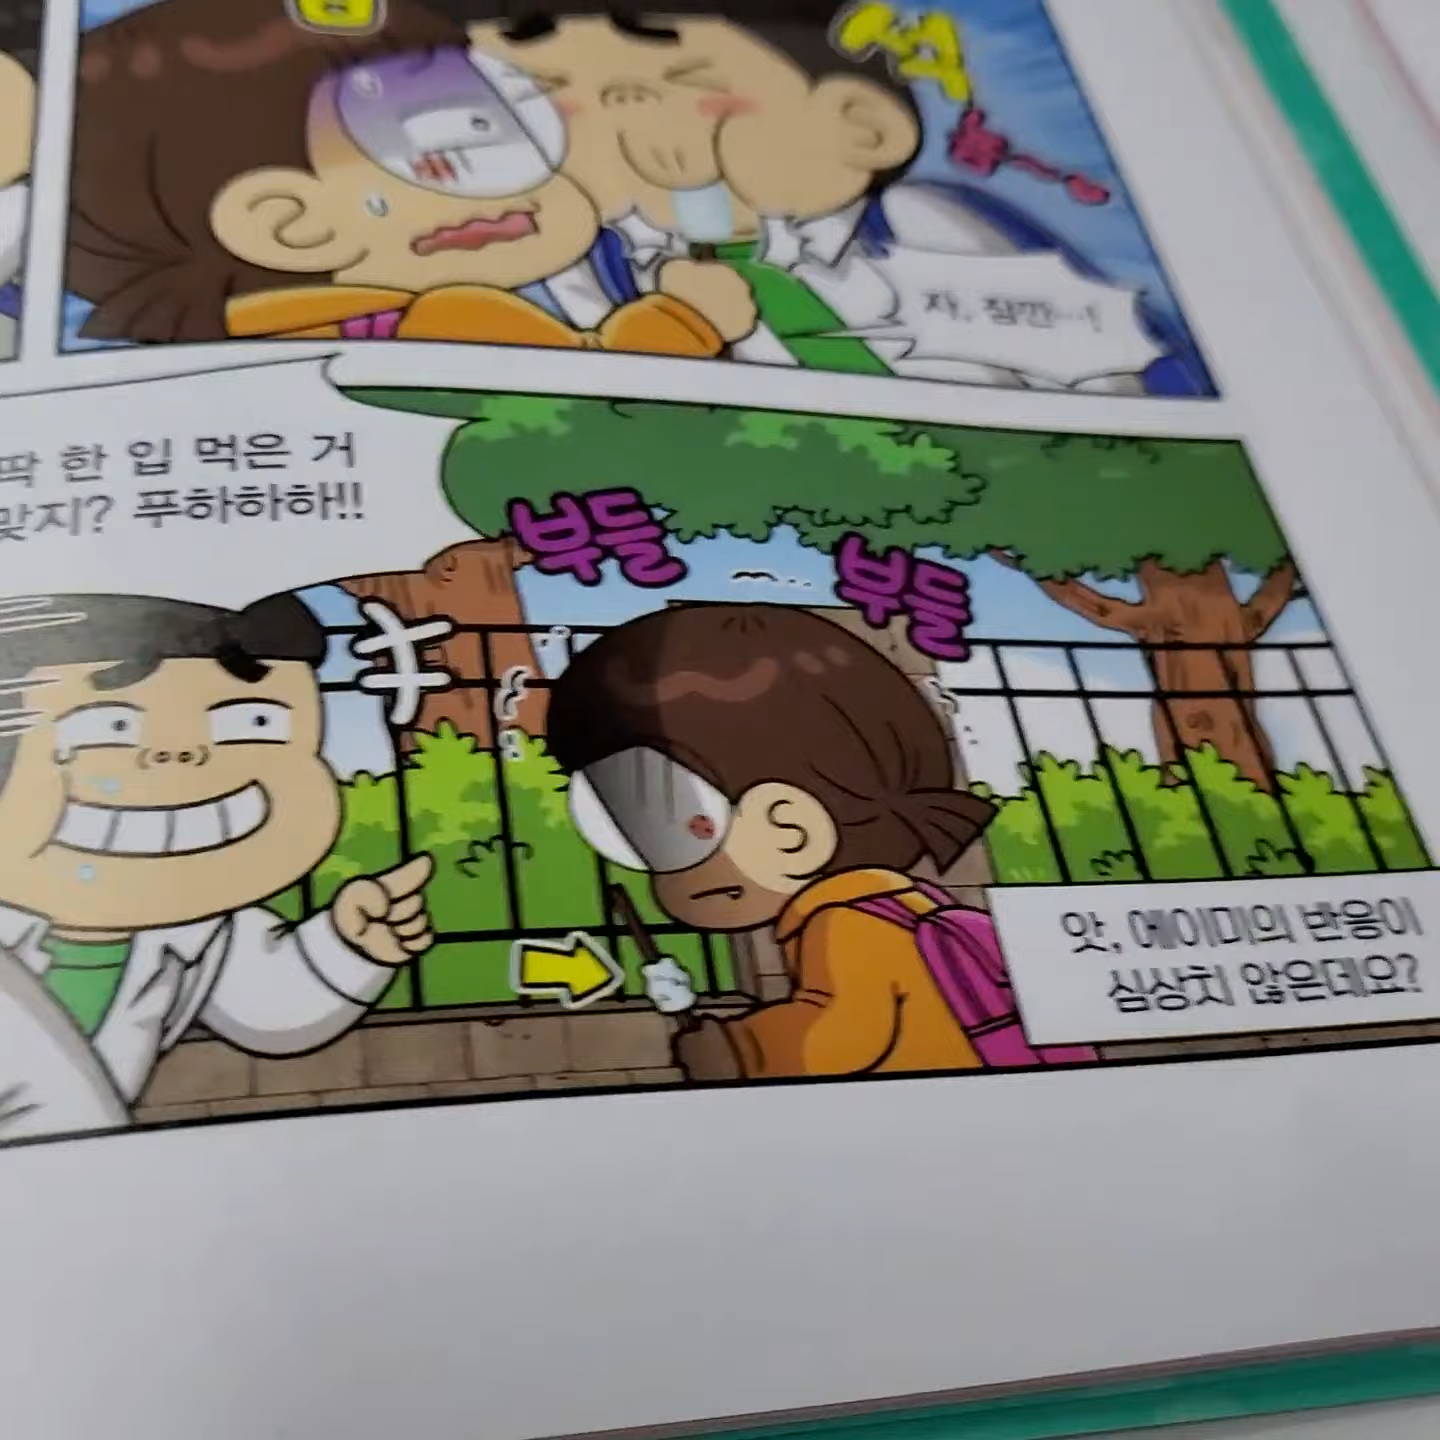 자, 잠깐…!
딱 한 입 먹은 거
맞지? 푸하하하!!
부들
부들
앗, 에이미의 반응이
심상치 않은데요?